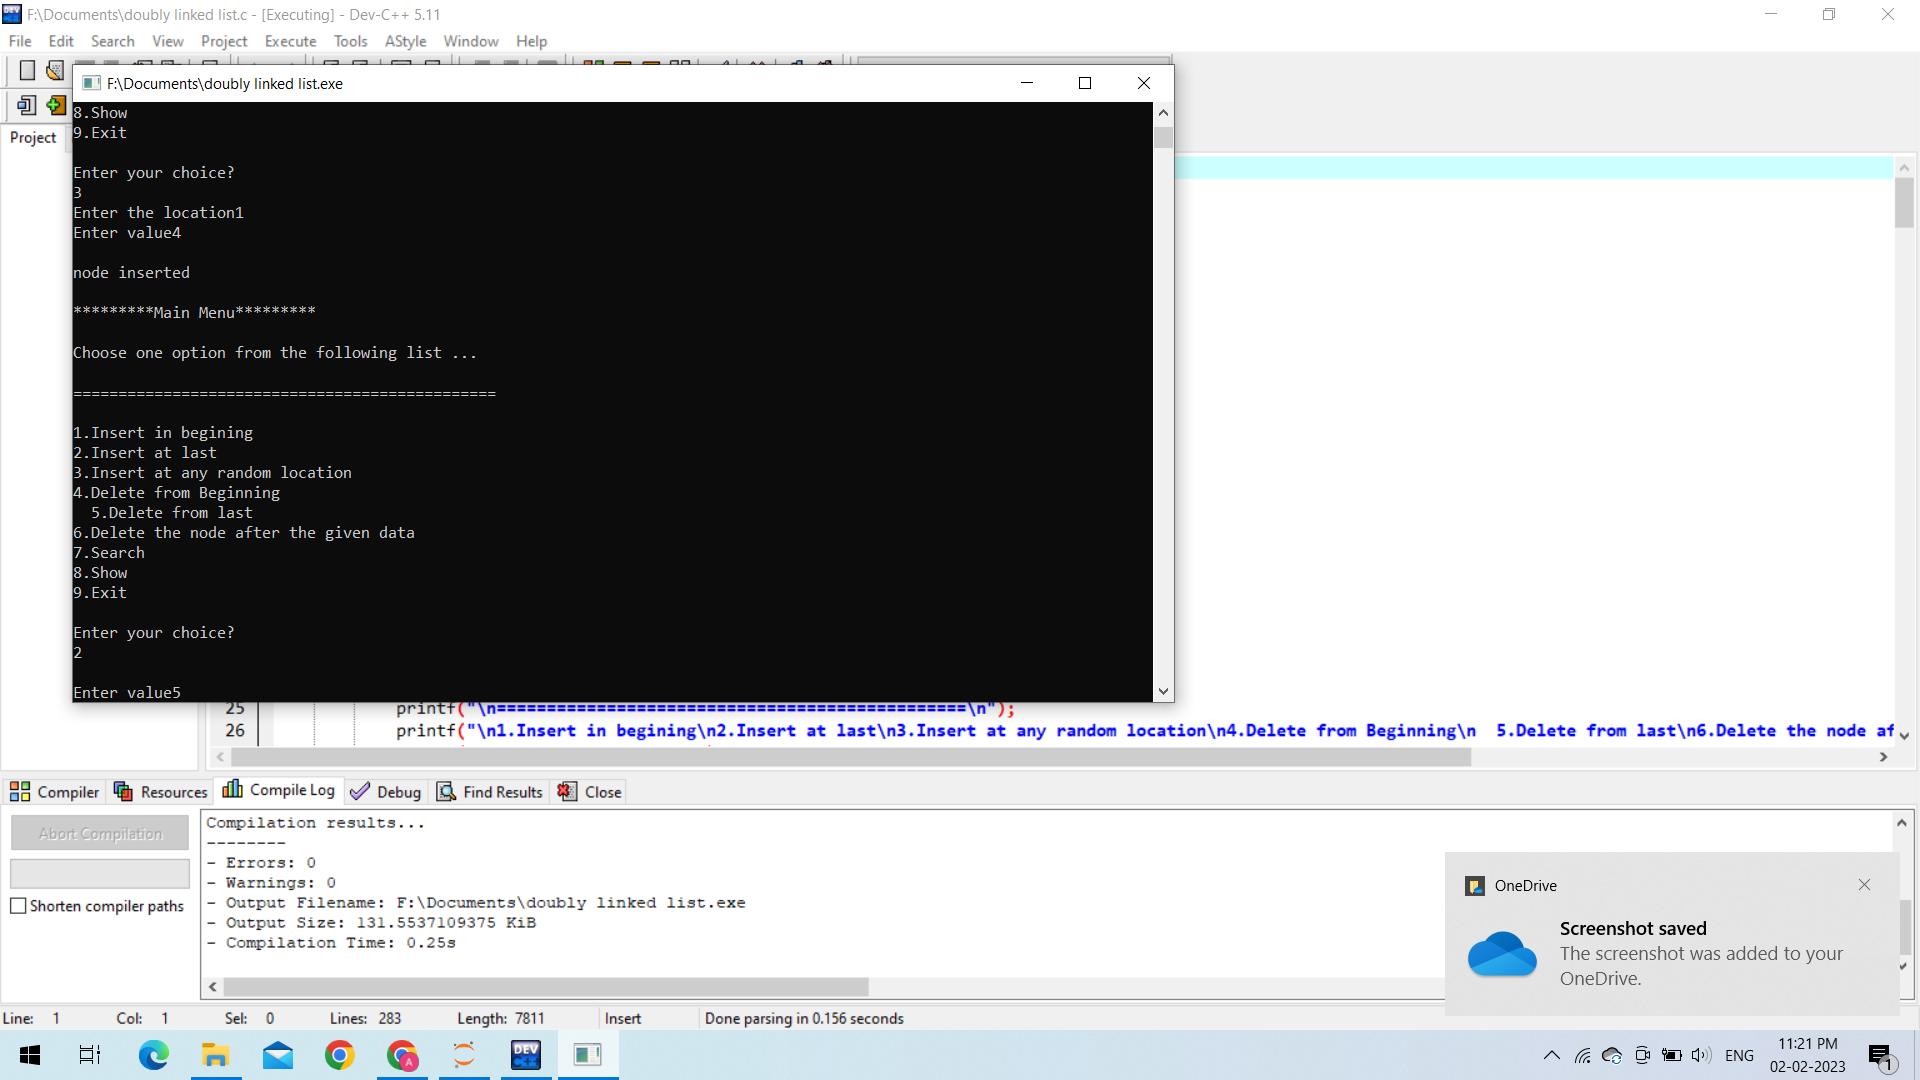 F:\Documents\doubly linked list.c - [Executing] - Dev-C++ 5.11
File Edit Search View Project Execute Tools AStyle Window Help
F:\Documents\doubly linked list.exe
Project
8.Show
9.Exit
Enter your choice?
3
Enter the location1
Enter value4
node inserted
*********Main Menu*********
Choose one option from the following list ...
===============================================
1.Insert in begining
2.Insert at last
3.Insert at any random location
4.Delete from Beginning
  5.Delete from last
6.Delete the node after the given data
7.Search
8.Show
9.Exit
Enter your choice?
2
Enter value5
25 printf("\n===============================================\n");
26 printf("\n1.Insert in begining\n2.Insert at last\n3.Insert at any random location\n4.Delete from Beginning\n  5.Delete from last\n6.Delete the node af
Compiler Resources Compile Log Debug Find Results Close
Abort Compilation
Shorten compiler paths
Compilation results...
--------
- Errors: 0
- Warnings: 0
- Output Filename: F:\Documents\doubly linked list.exe
- Output Size: 131.5537109375 KiB
- Compilation Time: 0.25s
OneDrive
Screenshot saved
The screenshot was added to your
OneDrive.
Line: 1 Col: 1 Sel: 0 Lines: 283 Length: 7811 Insert Done parsing in 0.156 seconds
A
DEV
C++
ENG
11:21 PM
02-02-2023
1